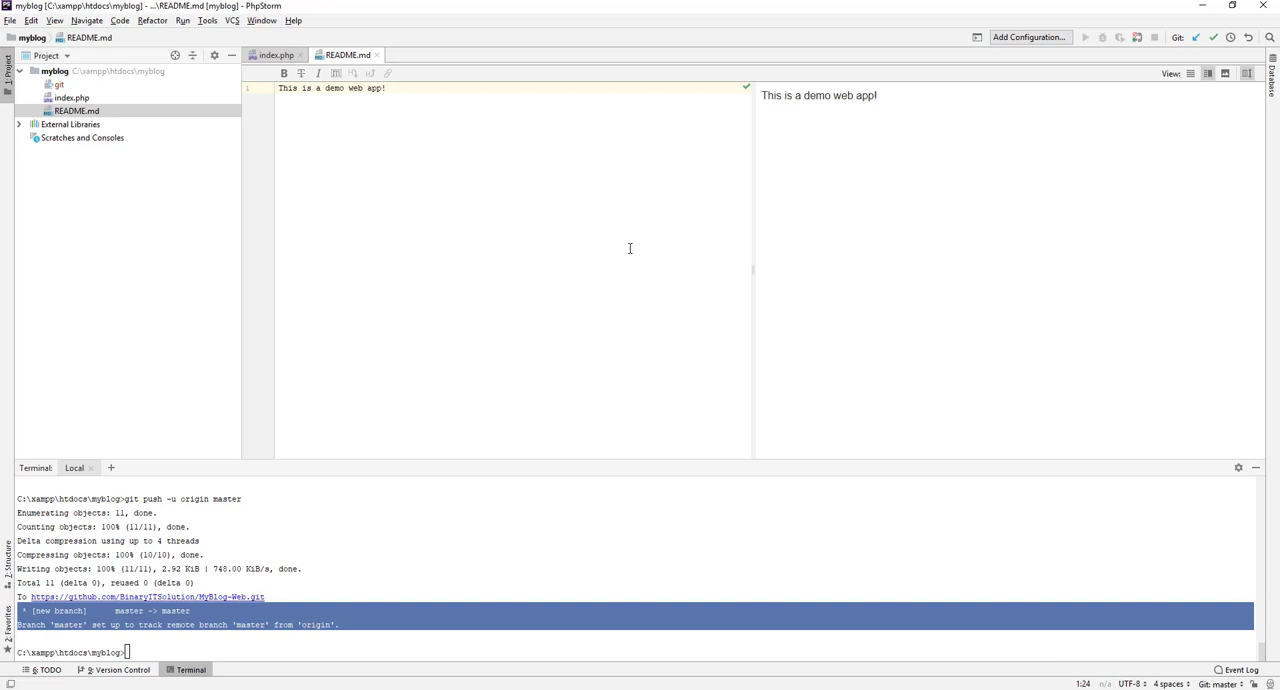 myblog [C:\xampp\htdocs\myblog] - ...\README.md [myblog] - PhpStorm
File Edit View Navigate Code Refactor Run Tools VCS Window Help
myblog README.md
Add Configuration... Git:
Project
index.php
README.md
View:
myblog C:\xampp\htdocs\myblog
git
index.php
README.md
External Libraries
Scratches and Consoles
1 This is a demo web app!
This is a demo web app!
1: Project
Database
Terminal: Local
C:\xampp\htdocs\myblog>git push -u origin master
Enumerating objects: 11, done.
Counting objects: 100% (11/11), done.
Delta compression using up to 4 threads
Compressing objects: 100% (10/10), done.
Writing objects: 100% (11/11), 2.92 KiB | 748.00 KiB/s, done.
Total 11 (delta 0), reused 0 (delta 0)
To https://github.com/BinaryITSolution/MyBlog-Web.git
* [new branch] master -> master
Branch 'master' set up to track remote branch 'master' from 'origin'.
C:\xampp\htdocs\myblog>
7: Structure
2: Favorites
6: TODO 9: Version Control Terminal Event Log
1:24 n/a UTF-8 4 spaces Git: master